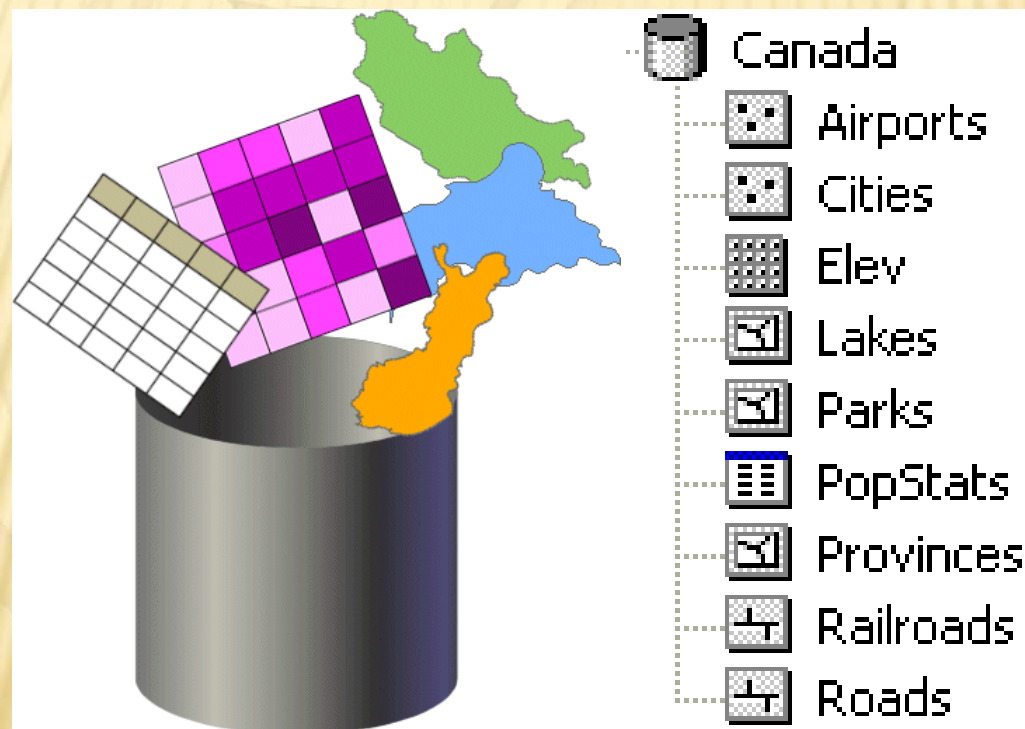 Canada
Airports
Cities
Elev
Lakes
Parks
PopStats
Provinces
Railroads
Roads